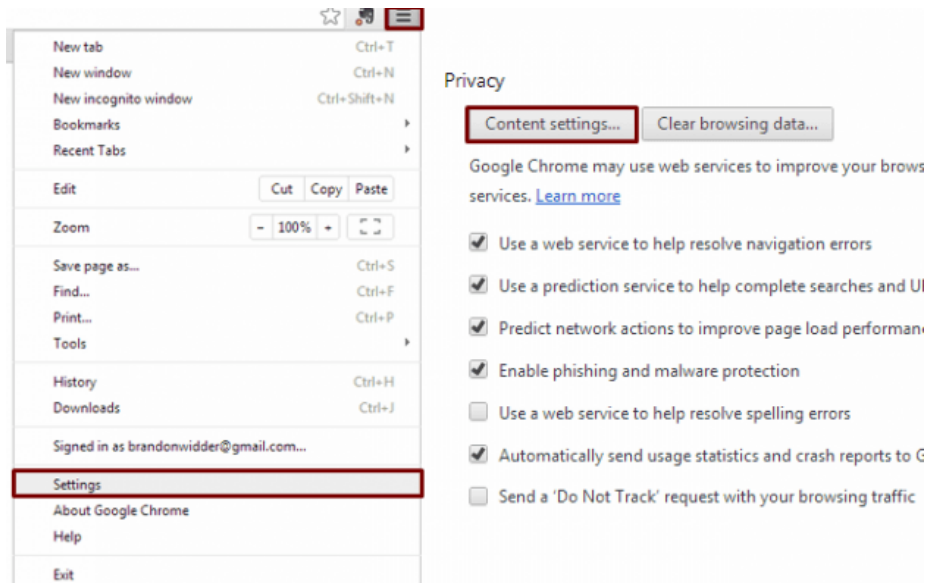 New tab Ctrl+T
New window Ctrl+N
New incognito window Ctrl+Shift+N
Bookmarks
Recent Tabs
Edit Cut Copy Paste
Zoom - 100% +
Save page as... Ctrl+S
Find... Ctrl+F
Print... Ctrl+P
Tools
History Ctrl+H
Downloads Ctrl+J
Signed in as brandonwidder@gmail.com...
Settings
About Google Chrome
Help
Exit
Privacy
Content settings... Clear browsing data...
Google Chrome may use web services to improve your brows
services. Learn more
Use a web service to help resolve navigation errors
Use a prediction service to help complete searches and
Predict network actions to improve page load performan
Enable phishing and malware protection
Use a web service to help resolve spelling errors
Automatically send usage statistics and crash reports to
Send a 'Do Not Track' request with your browsing traffic